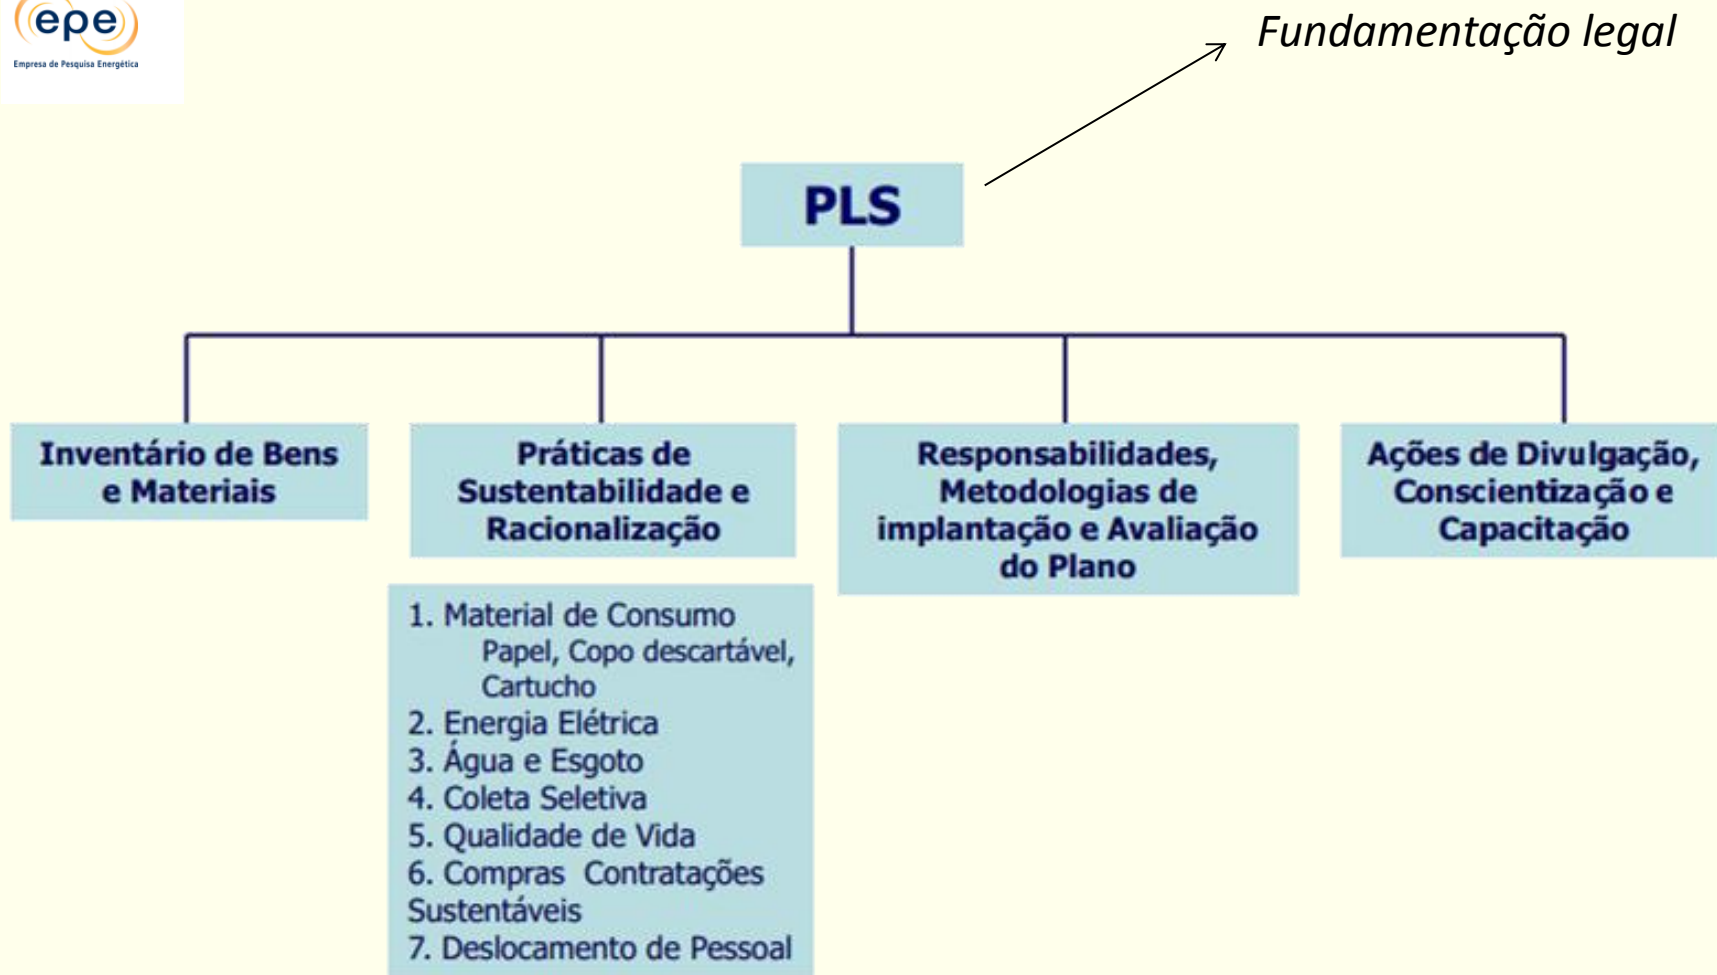 epe
Empresa de Pesquisa Energética
Fundamentação legal
PLS
Inventário de Bens
e Materiais
Práticas de
Sustentabilidade e
Racionalização
Responsabilidades,
Metodologias de
implantação e Avaliação
do Plano
Ações de Divulgação,
Conscientização e
Capacitação
1. Material de Consumo
Papel, Copo descartável,
Cartucho
2. Energia Elétrica
3. Água e Esgoto
4. Coleta Seletiva
5. Qualidade de Vida
6. Compras  Contratações
Sustentáveis
7. Deslocamento de Pessoal